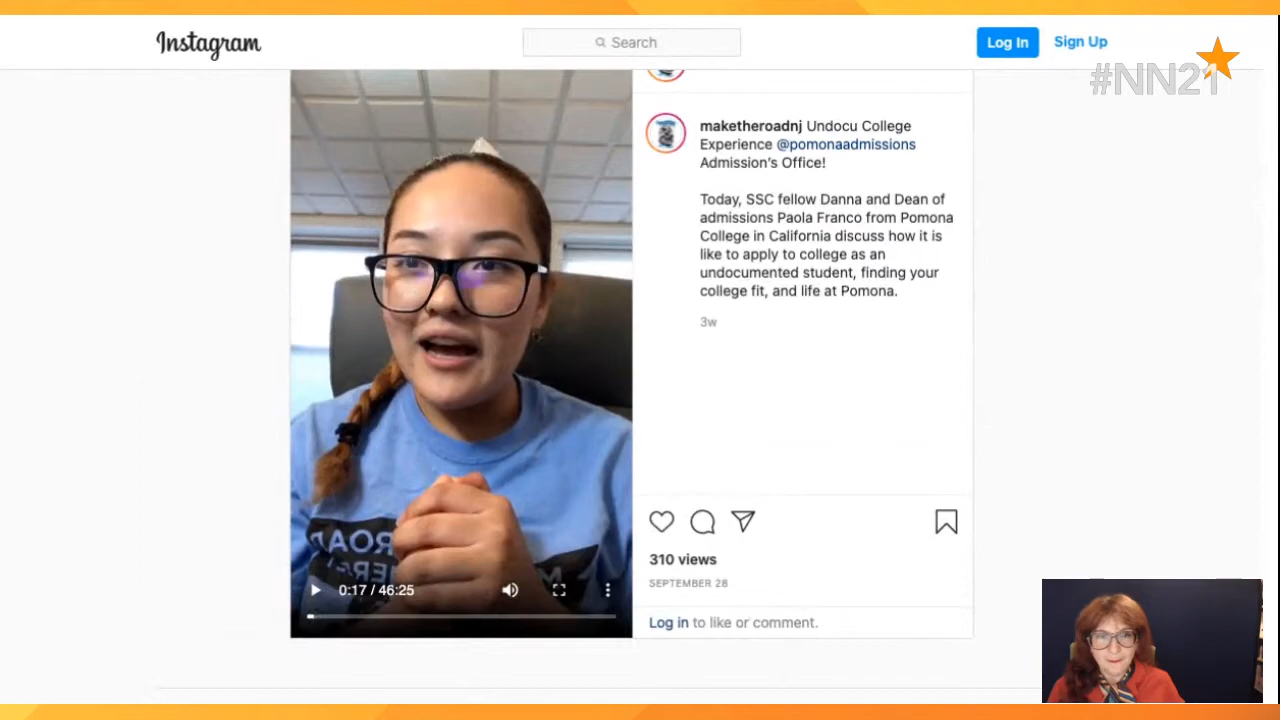 Instagram
Search
Log In
Sign Up
#NN21
maketheroadnj Undocu College
Experience @pomonaadmissions
Admission's Office!
Today, SSC fellow Danna and Dean of
admissions Paola Franco from Pomona
College in California discuss how it is
like to apply to college as an
undocumented student, finding your
college fit, and life at Pomona.
3w
ROAD
0:17 / 46:25
310 views
SEPTEMBER 28
Log in to like or comment.